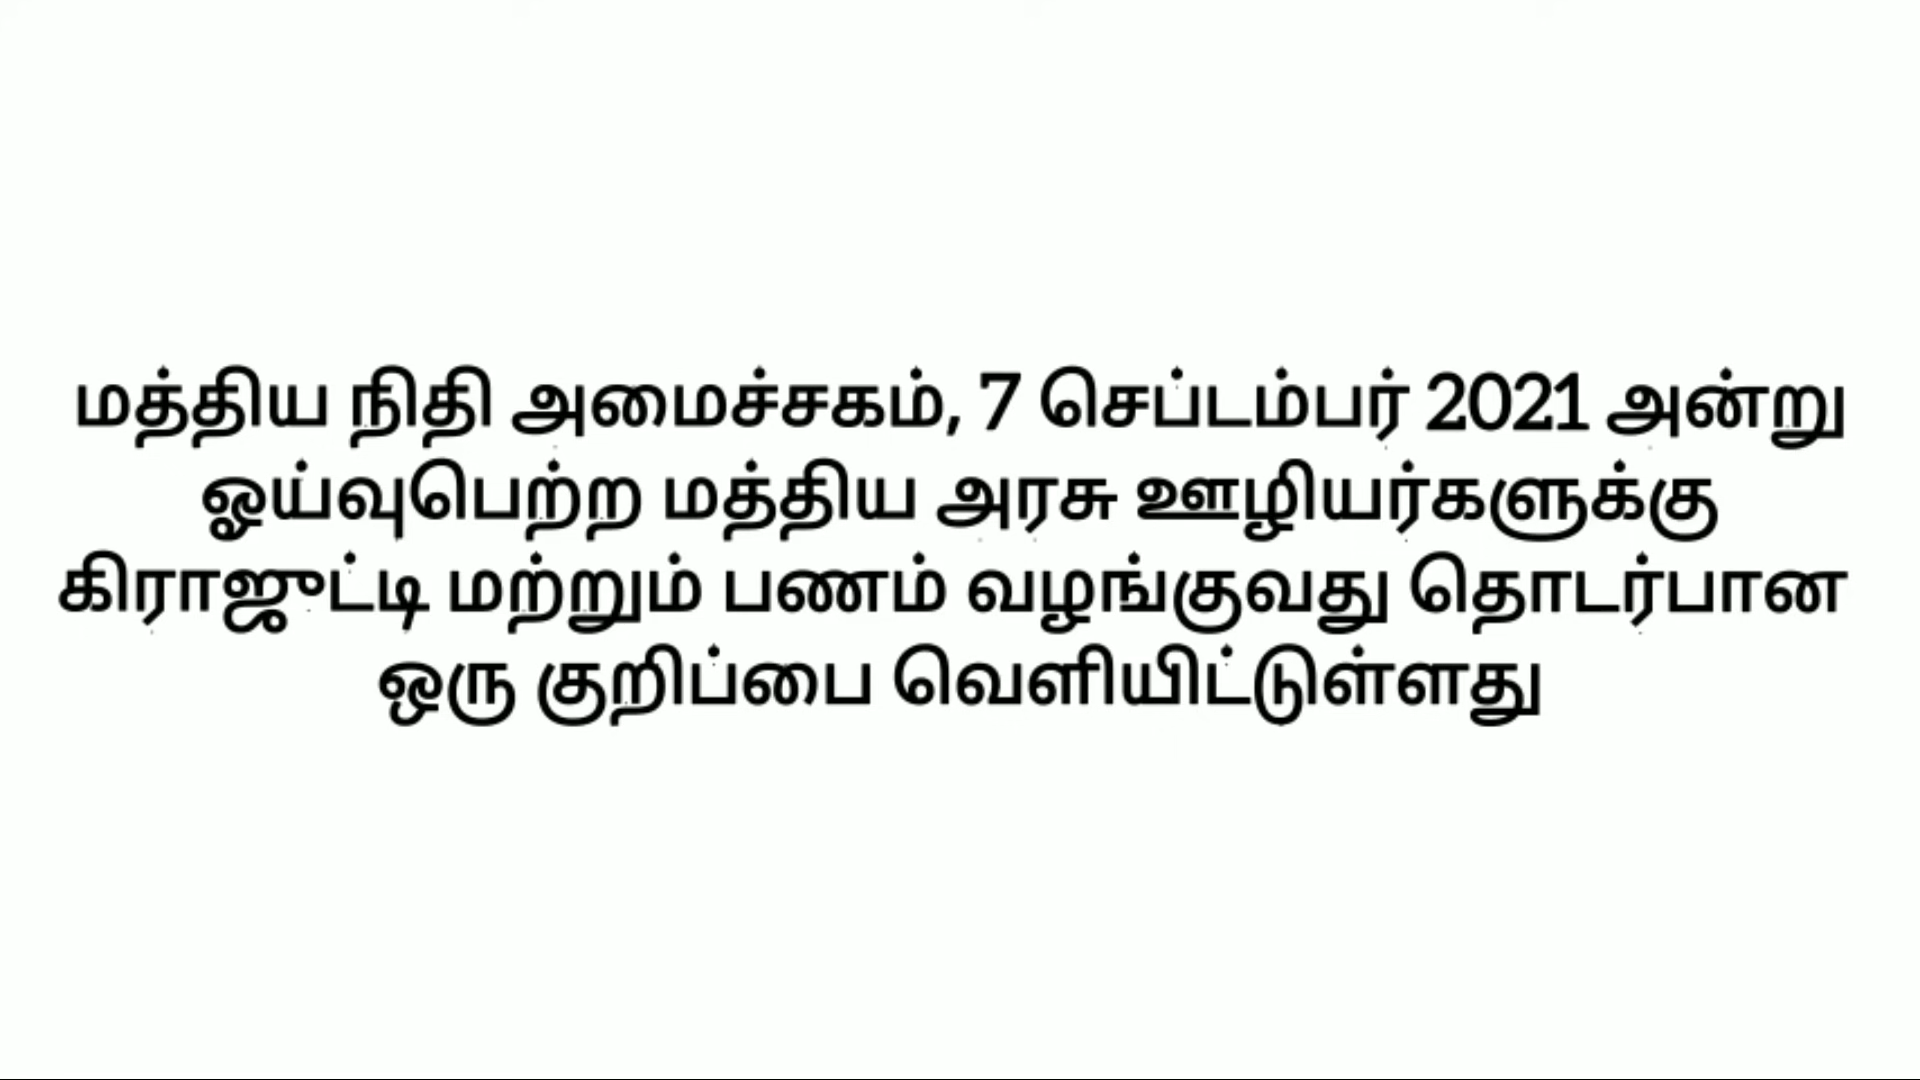 மத்திய நிதி அமைச்சகம், 7 செப்டம்பர் 2021 அன்று
ஓய்வுபெற்ற மத்திய அரசு ஊழியர்களுக்கு
கிராஜுட்டி மற்றும் பணம் வழங்குவது தொடர்பான
ஒரு குறிப்பை வெளியிட்டுள்ளது